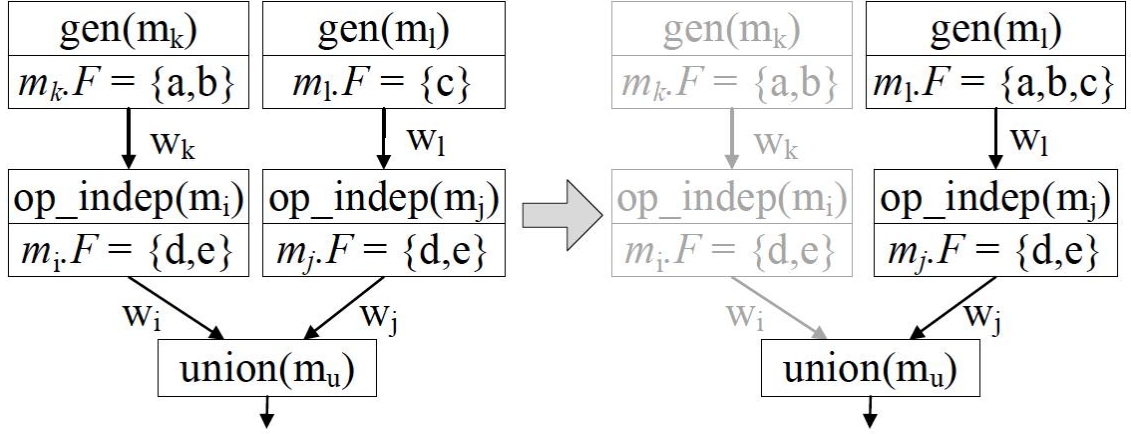 gen(mₖ) gen(mₗ) gen(mₖ) gen(mₗ)
mₖ.F = {a,b} mₗ.F = {c} mₖ.F = {a,b} mₗ.F = {a,b,c}
wₖ wₗ wₖ wₗ
op_indep(mᵢ) op_indep(mⱼ) op_indep(mᵢ) op_indep(mⱼ)
mᵢ.F = {d,e} mⱼ.F = {d,e} mᵢ.F = {d,e} mⱼ.F = {d,e}
wᵢ wⱼ wᵢ wⱼ
union(mᵤ) union(mᵤ)